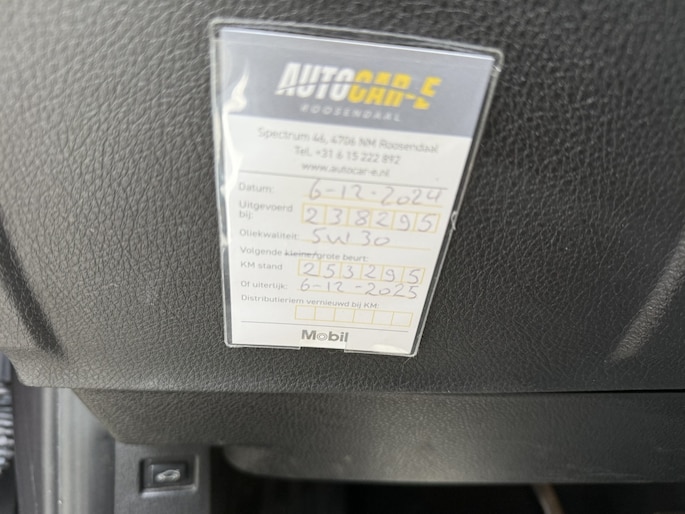 AUTOCAR-E
ROOSENDAAL
Spectrum 46, 4706 NM Roosendaal
Tel. +31 6 15 222 892
www.autocar-e.nl
Datum: 6-12-2024
Uitgevoerd bij: 238295
Oliekwaliteit: 5W30
Volgende kleine/grote beurt:
KM stand 253295
Of uiterlijk: 6-12-2025
Distributieriem vernieuwd bij KM:
Mobil